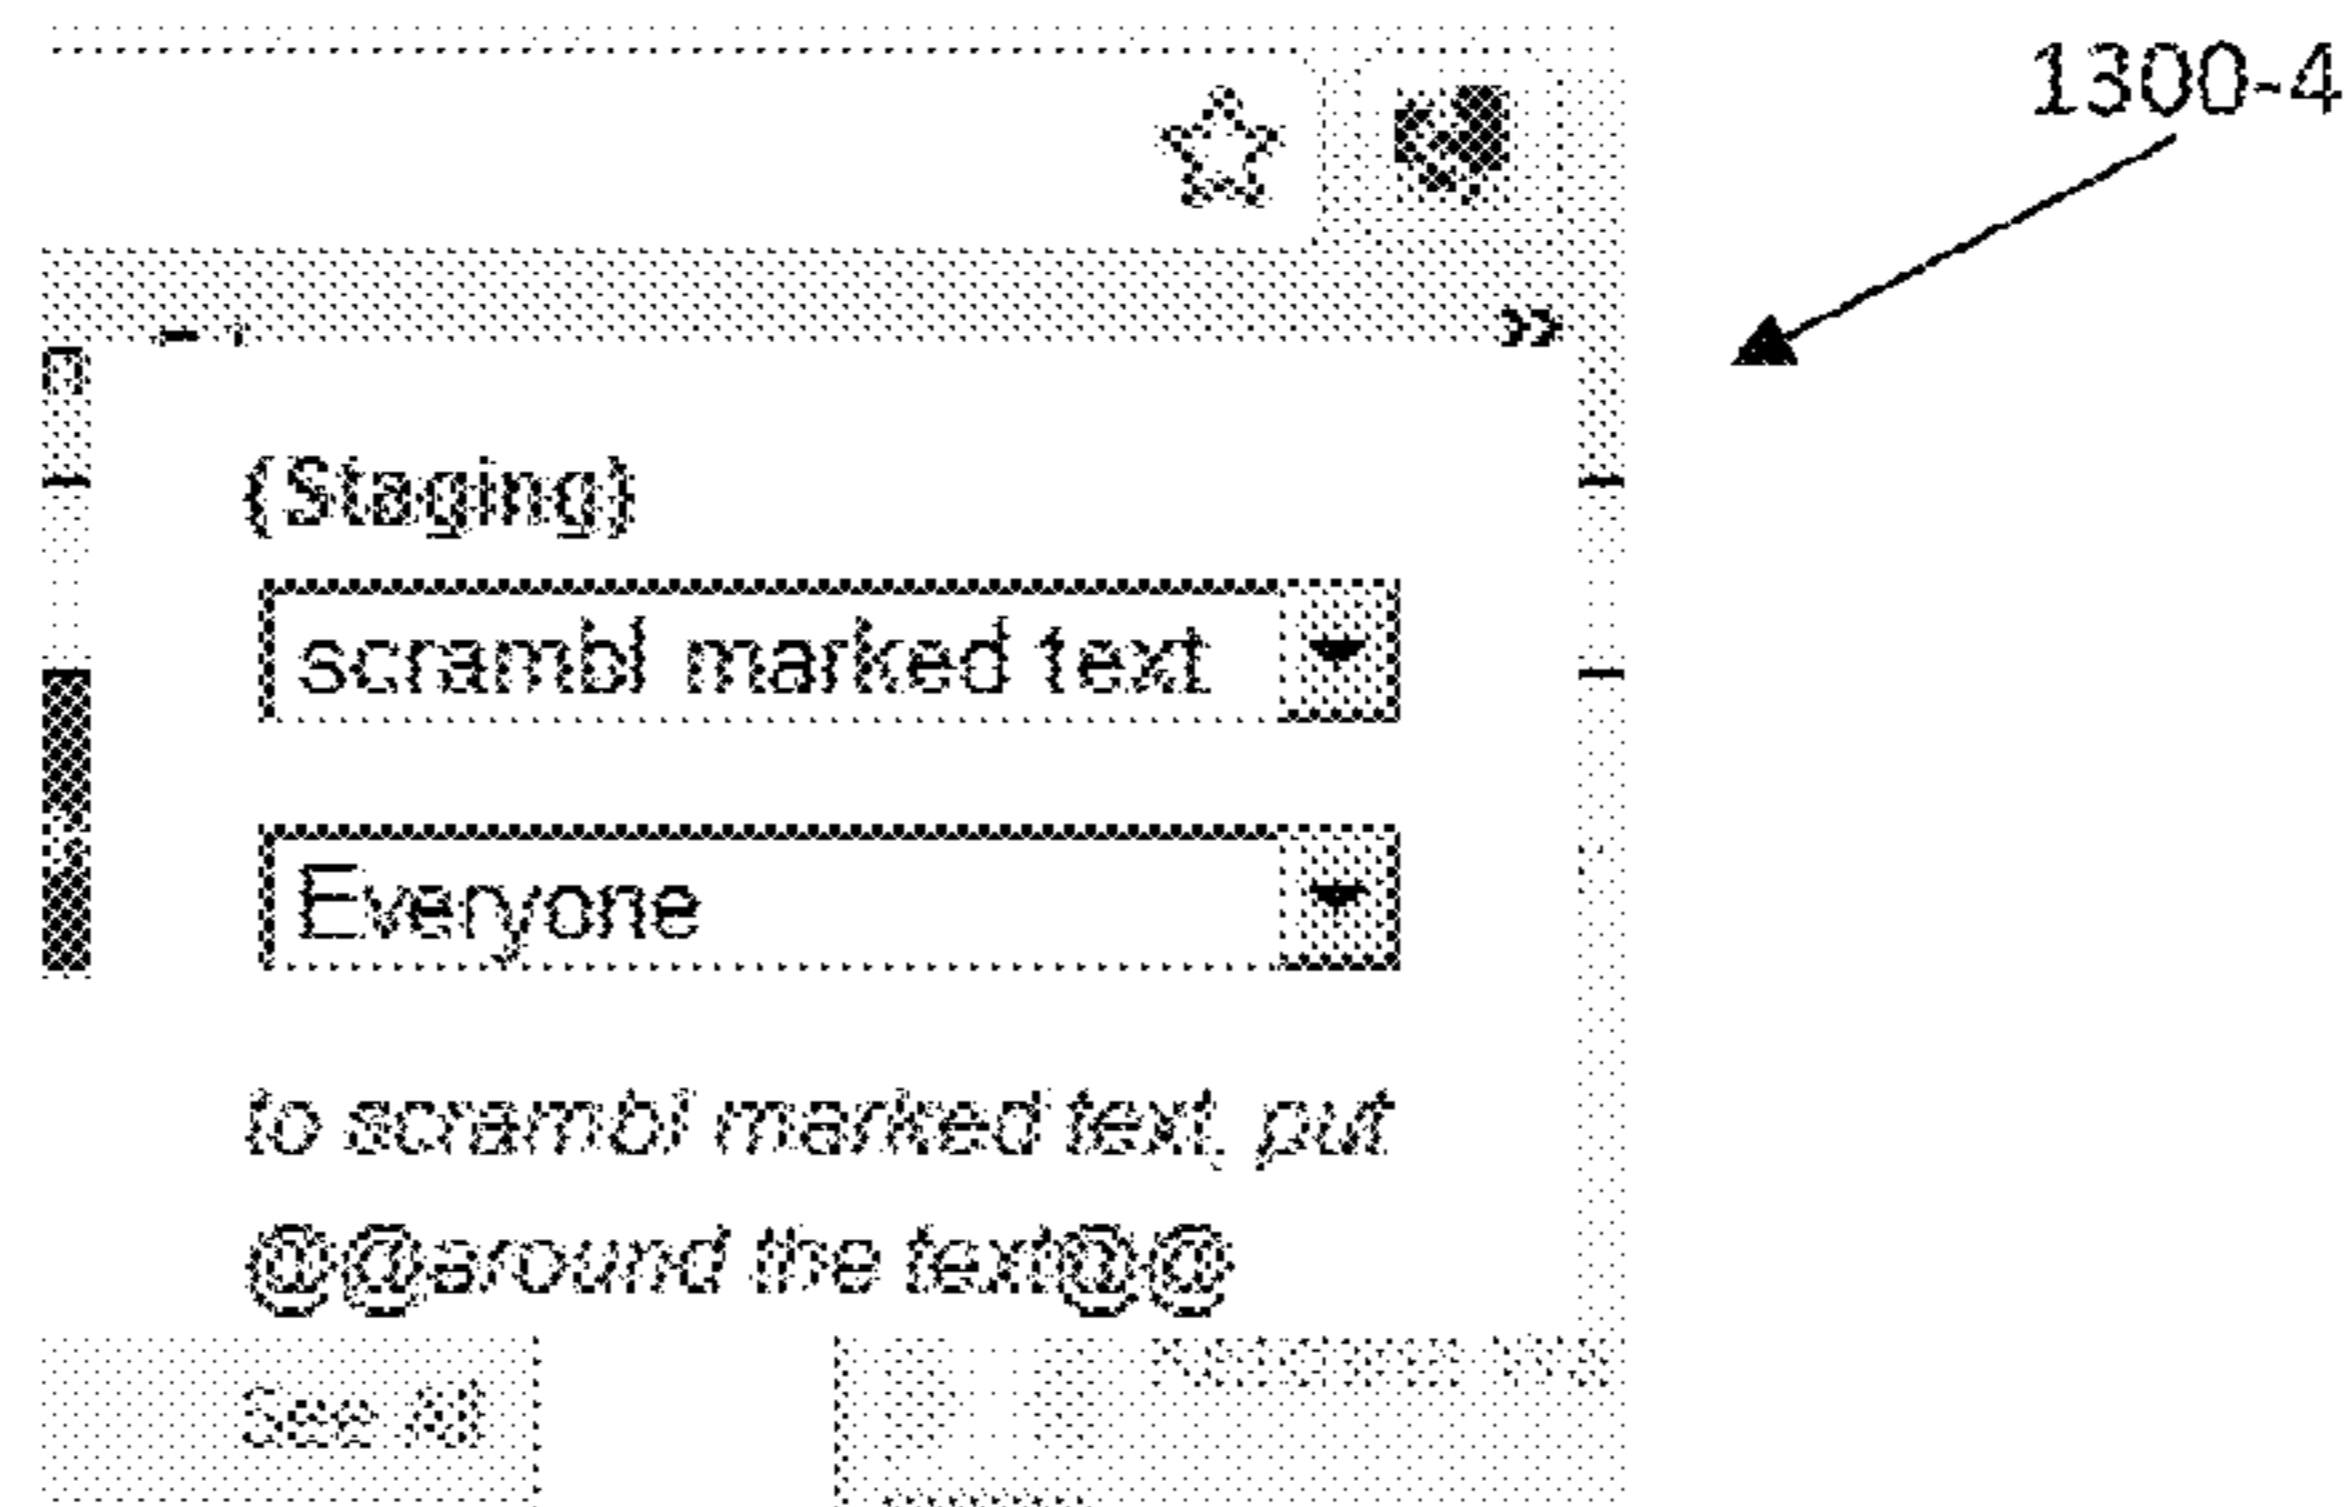 1300-4
»
(Staging)
scrambl marked text
Everyone
to scrambl marked text, put
@@around the text@@
See All